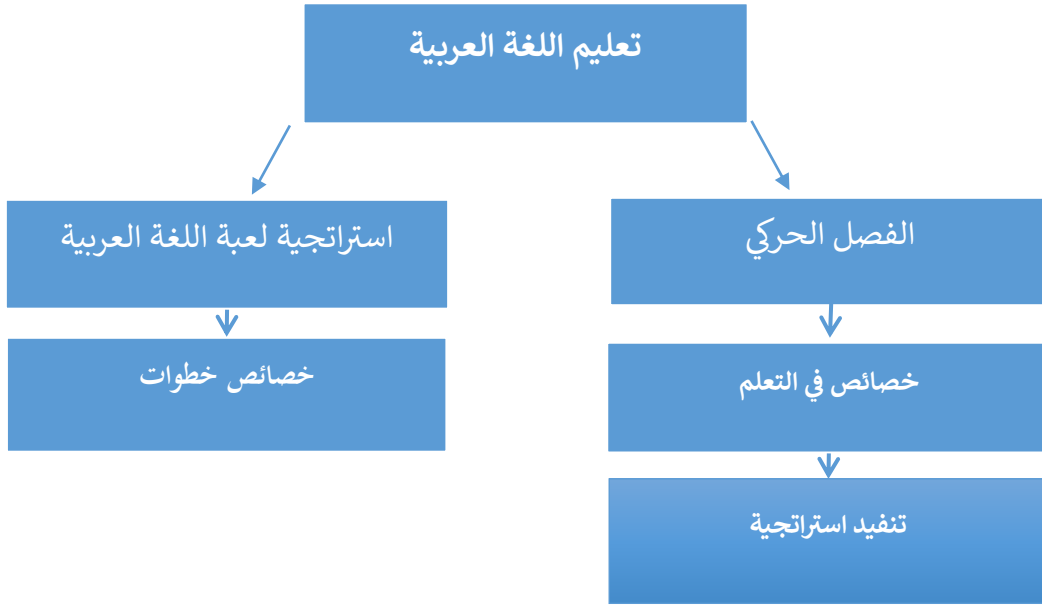 تعليم اللغة العربية
الفصل الحركي
استراتجية لعبة اللغة العربية
خصائص في التعلم
خصائص خطوات
تنفيد استراتجية